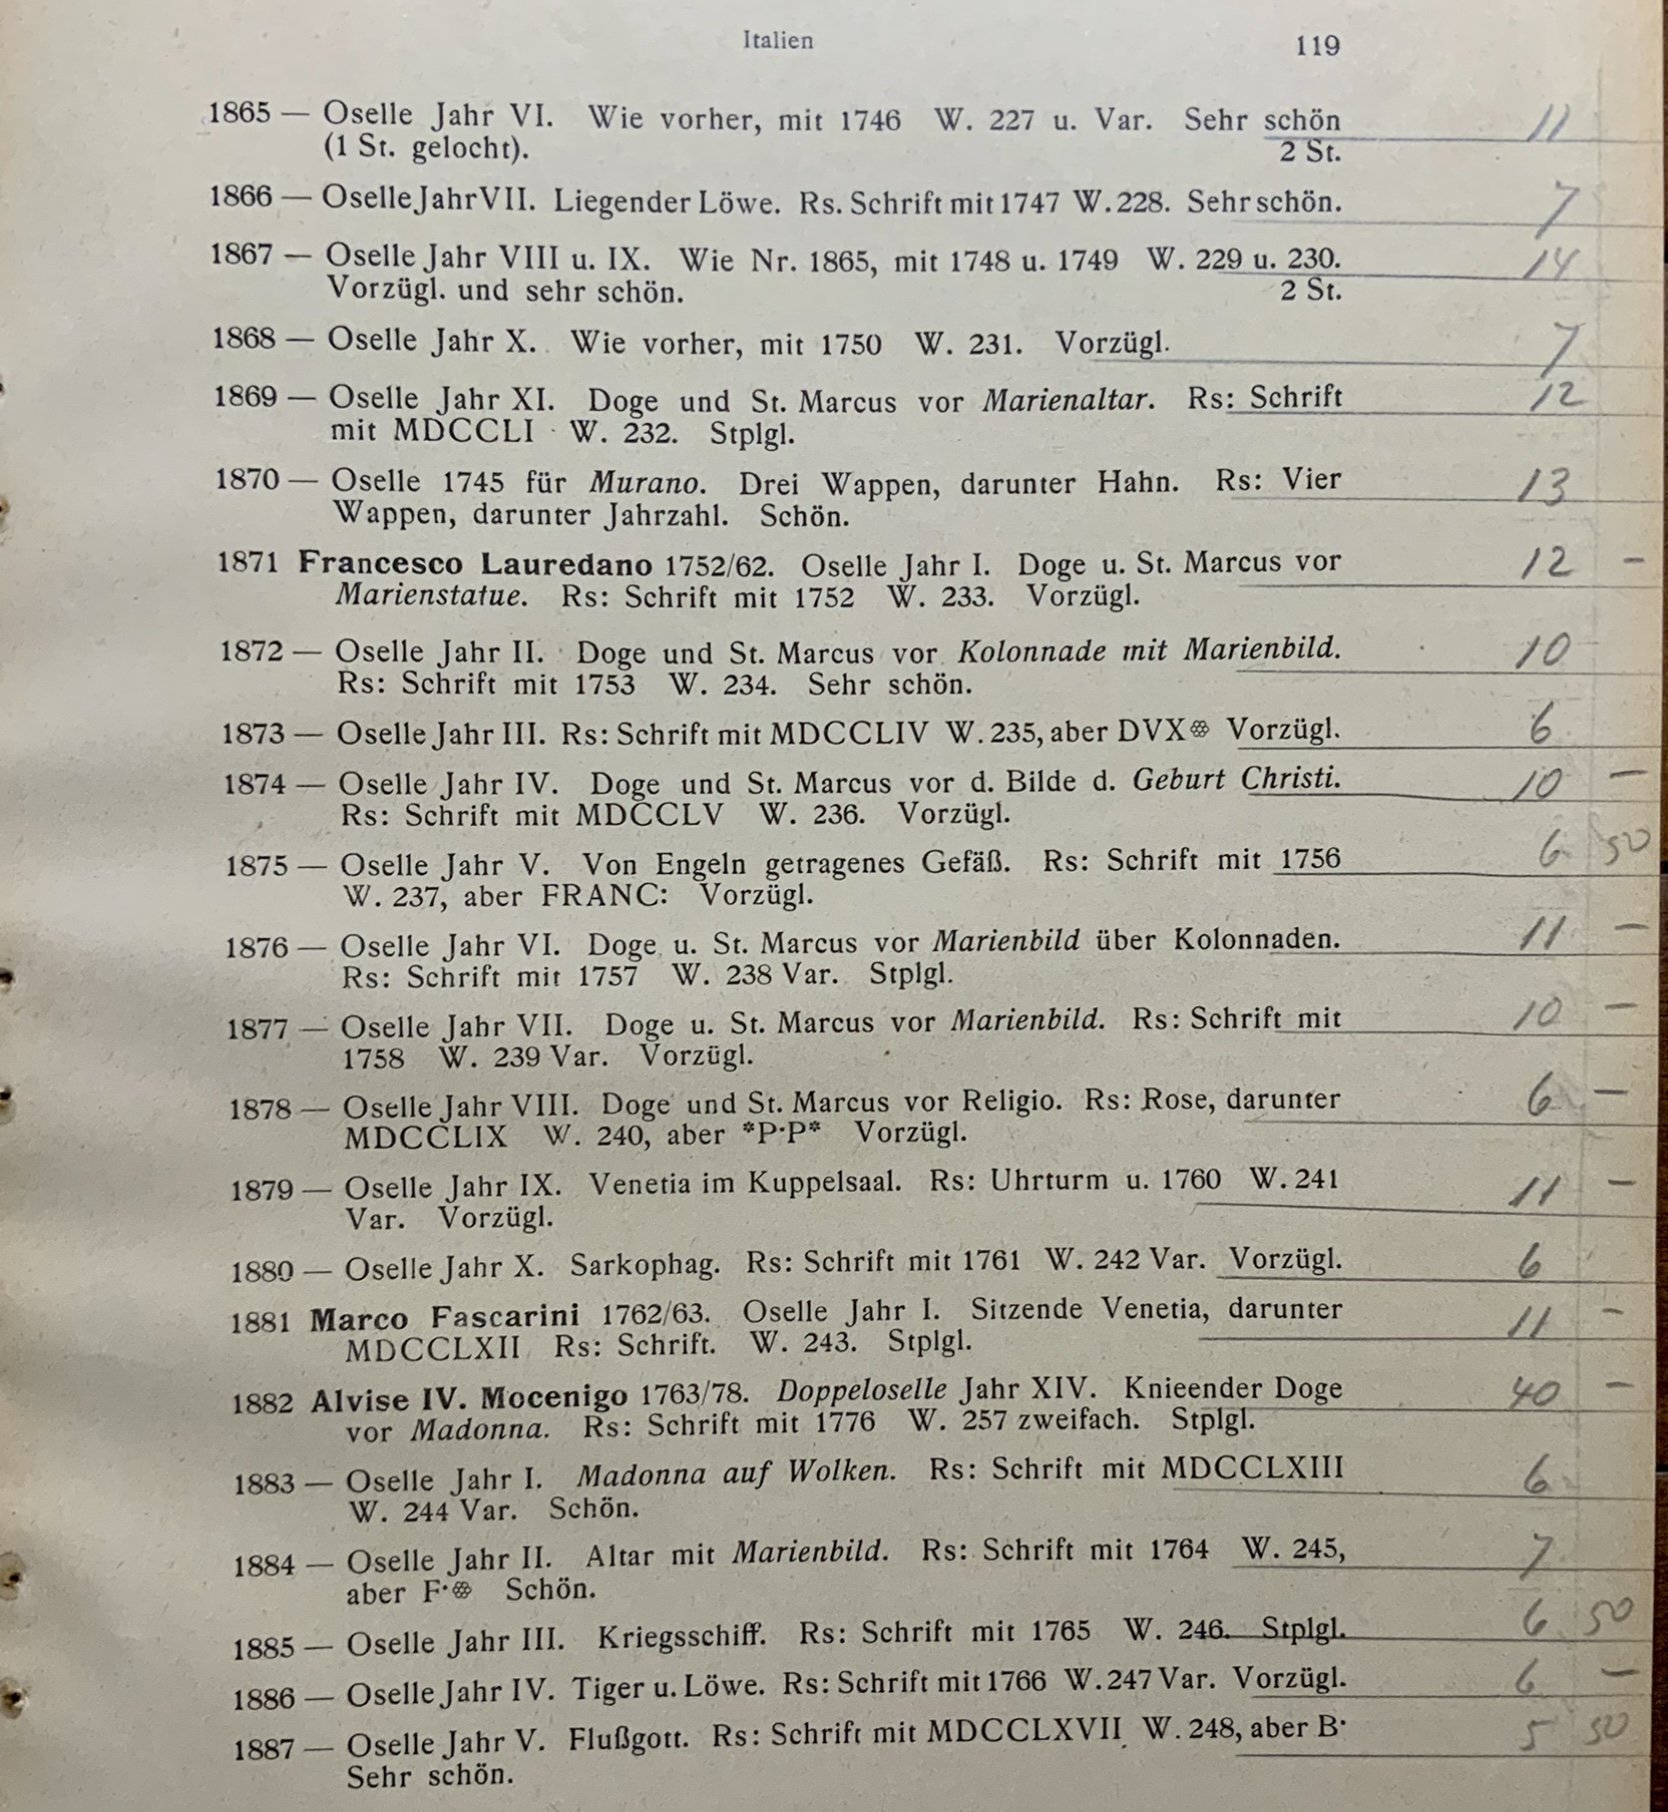 Italien 119
1865 — Oselle Jahr VI. Wie vorher, mit 1746 W. 227 u. Var. Sehr schön 11
(1 St. gelocht). 2 St.
1866 — Oselle Jahr VII. Liegender Löwe. Rs. Schrift mit 1747 W. 228. Sehr schön. 7
1867 — Oselle Jahr VIII u. IX. Wie Nr. 1865, mit 1748 u. 1749 W. 229 u. 230. 14
Vorzügl. und sehr schön. 2 St.
1868 — Oselle Jahr X. Wie vorher, mit 1750 W. 231. Vorzügl. 7
1869 — Oselle Jahr XI. Doge und St. Marcus vor Marienaltar. Rs: Schrift 12
mit MDCCLI · W. 232. Stplgl.
1870 — Oselle 1745 für Murano. Drei Wappen, darunter Hahn. Rs: Vier 13
Wappen, darunter Jahrzahl. Schön.
1871 Francesco Lauredano 1752/62. Oselle Jahr I. Doge u. St. Marcus vor 12 –
Marienstatue. Rs: Schrift mit 1752 W. 233. Vorzügl.
1872 — Oselle Jahr II. Doge und St. Marcus vor Kolonnade mit Marienbild. 10
Rs: Schrift mit 1753 W. 234. Sehr schön.
1873 — Oselle Jahr III. Rs: Schrift mit MDCCLIV W. 235, aber DVX❁ Vorzügl. 6
1874 — Oselle Jahr IV. Doge und St. Marcus vor d. Bilde d. Geburt Christi. 10 –
Rs: Schrift mit MDCCLV W. 236. Vorzügl.
1875 — Oselle Jahr V. Von Engeln getragenes Gefäß. Rs: Schrift mit 1756 6 50
W. 237, aber FRANC: Vorzügl.
1876 — Oselle Jahr VI. Doge u. St. Marcus vor Marienbild über Kolonnaden. 11 –
Rs: Schrift mit 1757 W. 238 Var. Stplgl.
1877 — Oselle Jahr VII. Doge u. St. Marcus vor Marienbild. Rs: Schrift mit 10 –
1758 W. 239 Var. Vorzügl.
1878 — Oselle Jahr VIII. Doge und St. Marcus vor Religio. Rs: Rose, darunter 6 –
MDCCLIX W. 240, aber *P·P* Vorzügl.
1879 — Oselle Jahr IX. Venetia im Kuppelsaal. Rs: Uhrturm u. 1760 W. 241 11 –
Var. Vorzügl.
1880 — Oselle Jahr X. Sarkophag. Rs: Schrift mit 1761 W. 242 Var. Vorzügl. 6
1881 Marco Fascarini 1762/63. Oselle Jahr I. Sitzende Venetia, darunter 11 –
MDCCLXII Rs: Schrift. W. 243. Stplgl.
1882 Alvise IV. Mocenigo 1763/78. Doppeloselle Jahr XIV. Knieender Doge 40 –
vor Madonna. Rs: Schrift mit 1776 W. 257 zweifach. Stplgl.
1883 — Oselle Jahr I. Madonna auf Wolken. Rs: Schrift mit MDCCLXIII 6
W. 244 Var. Schön.
1884 — Oselle Jahr II. Altar mit Marienbild. Rs: Schrift mit 1764 W. 245, 7
aber F·❁ Schön.
1885 — Oselle Jahr III. Kriegsschiff. Rs: Schrift mit 1765 W. 246. Stplgl. 6 50
1886 — Oselle Jahr IV. Tiger u. Löwe. Rs: Schrift mit 1766 W. 247 Var. Vorzügl. 6 –
1887 — Oselle Jahr V. Flußgott. Rs: Schrift mit MDCCLXVII W. 248, aber B· 5 50
Sehr schön.